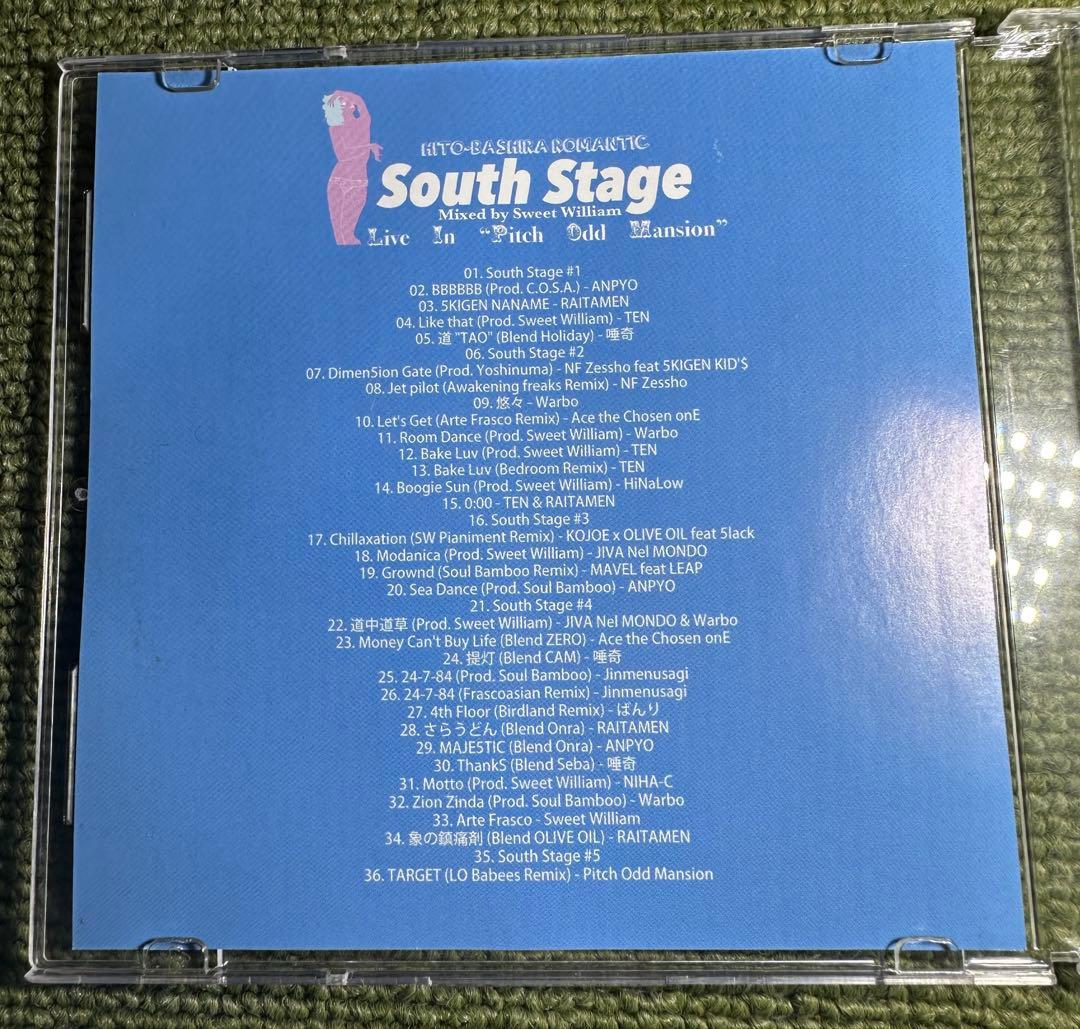 HITO-BASHIRA ROMANTIC
South Stage
Mixed by Sweet William
Live In “Pitch Odd Mansion”
01. South Stage #1
02. BBBBBB (Prod. C.O.S.A.) - ANPYO
03. 5KIGEN NANAME - RAITAMEN
04. Like that (Prod. Sweet William) - TEN
05. 道 "TAO" (Blend Holiday) - 唾奇
06. South Stage #2
07. Dimen5ion Gate (Prod. Yoshinuma) - NF Zessho feat 5KIGEN KID'$
08. Jet pilot (Awakening freaks Remix) - NF Zessho
09. 悠々 - Warbo
10. Let's Get (Arte Frasco Remix) - Ace the Chosen onE
11. Room Dance (Prod. Sweet William) - Warbo
12. Bake Luv (Prod. Sweet William) - TEN
13. Bake Luv (Bedroom Remix) - TEN
14. Boogie Sun (Prod. Sweet William) - HiNaLow
15. 0:00 - TEN & RAITAMEN
16. South Stage #3
17. Chillaxation (SW Pianiment Remix) - KOJOE x OLIVE OIL feat 5lack
18. Modanica (Prod. Sweet William) - JIVA Nel MONDO
19. Grownd (Soul Bamboo Remix) - MAVEL feat LEAP
20. Sea Dance (Prod. Soul Bamboo) - ANPYO
21. South Stage #4
22. 道中道草 (Prod. Sweet William) - JIVA Nel MONDO & Warbo
23. Money Can't Buy Life (Blend ZERO) - Ace the Chosen onE
24. 提灯 (Blend CAM) - 唾奇
25. 24-7-84 (Prod. Soul Bamboo) - Jinmenusagi
26. 24-7-84 (Frascoasian Remix) - Jinmenusagi
27. 4th Floor (Birdland Remix) - ばんり
28. さらうどん (Blend Onra) - RAITAMEN
29. MAJE5TIC (Blend Onra) - ANPYO
30. ThankS (Blend Seba) - 唾奇
31. Motto (Prod. Sweet William) - NIHA-C
32. Zion Zinda (Prod. Soul Bamboo) - Warbo
33. Arte Frasco - Sweet William
34. 象の鎮痛剤 (Blend OLIVE OIL) - RAITAMEN
35. South Stage #5
36. TARGET (LO Babees Remix) - Pitch Odd Mansion